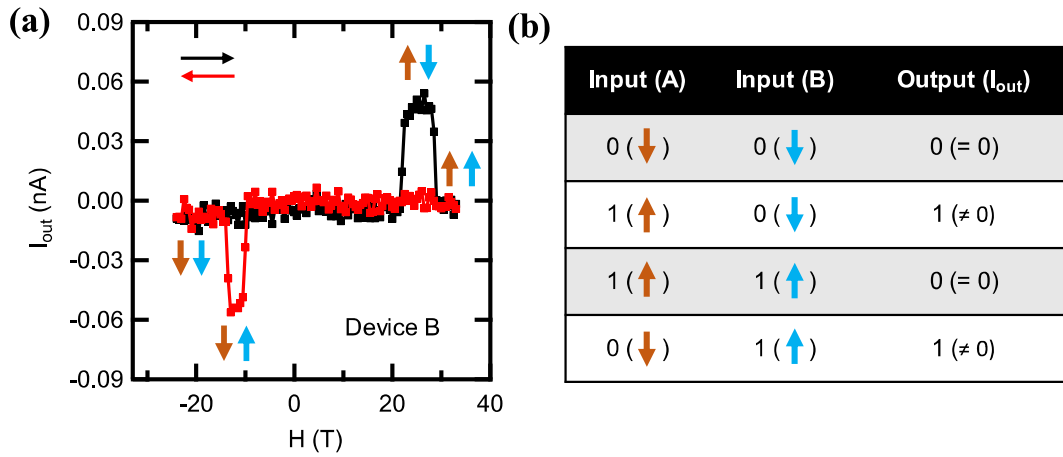 (a)
0.09
0.06
0.03
0.00
-0.03
-0.06
-0.09
I_out (nA)
Device B
-20 0 20 40
H (T)
(b)
Input (A) Input (B) Output (I_out)
0 (↓) 0 (↓) 0 (= 0)
1 (↑) 0 (↓) 1 (≠ 0)
1 (↑) 1 (↑) 0 (= 0)
0 (↓) 1 (↑) 1 (≠ 0)